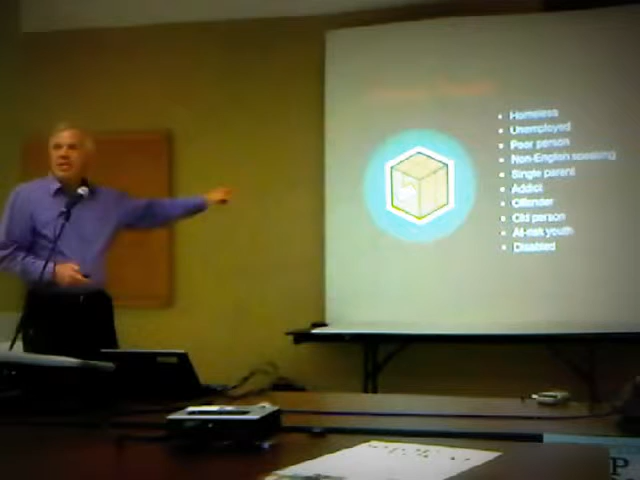 Homeless
Unemployed
Poor person
Non-English speaking
Single parent
Addict
Offender
Old person
At-risk youth
Disabled
P